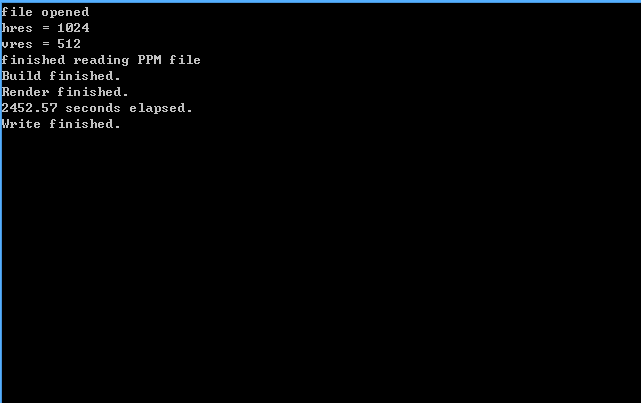 file opened
hres = 1024
vres = 512
finished reading PPM file
Build finished.
Render finished.
2452.57 seconds elapsed.
Write finished.